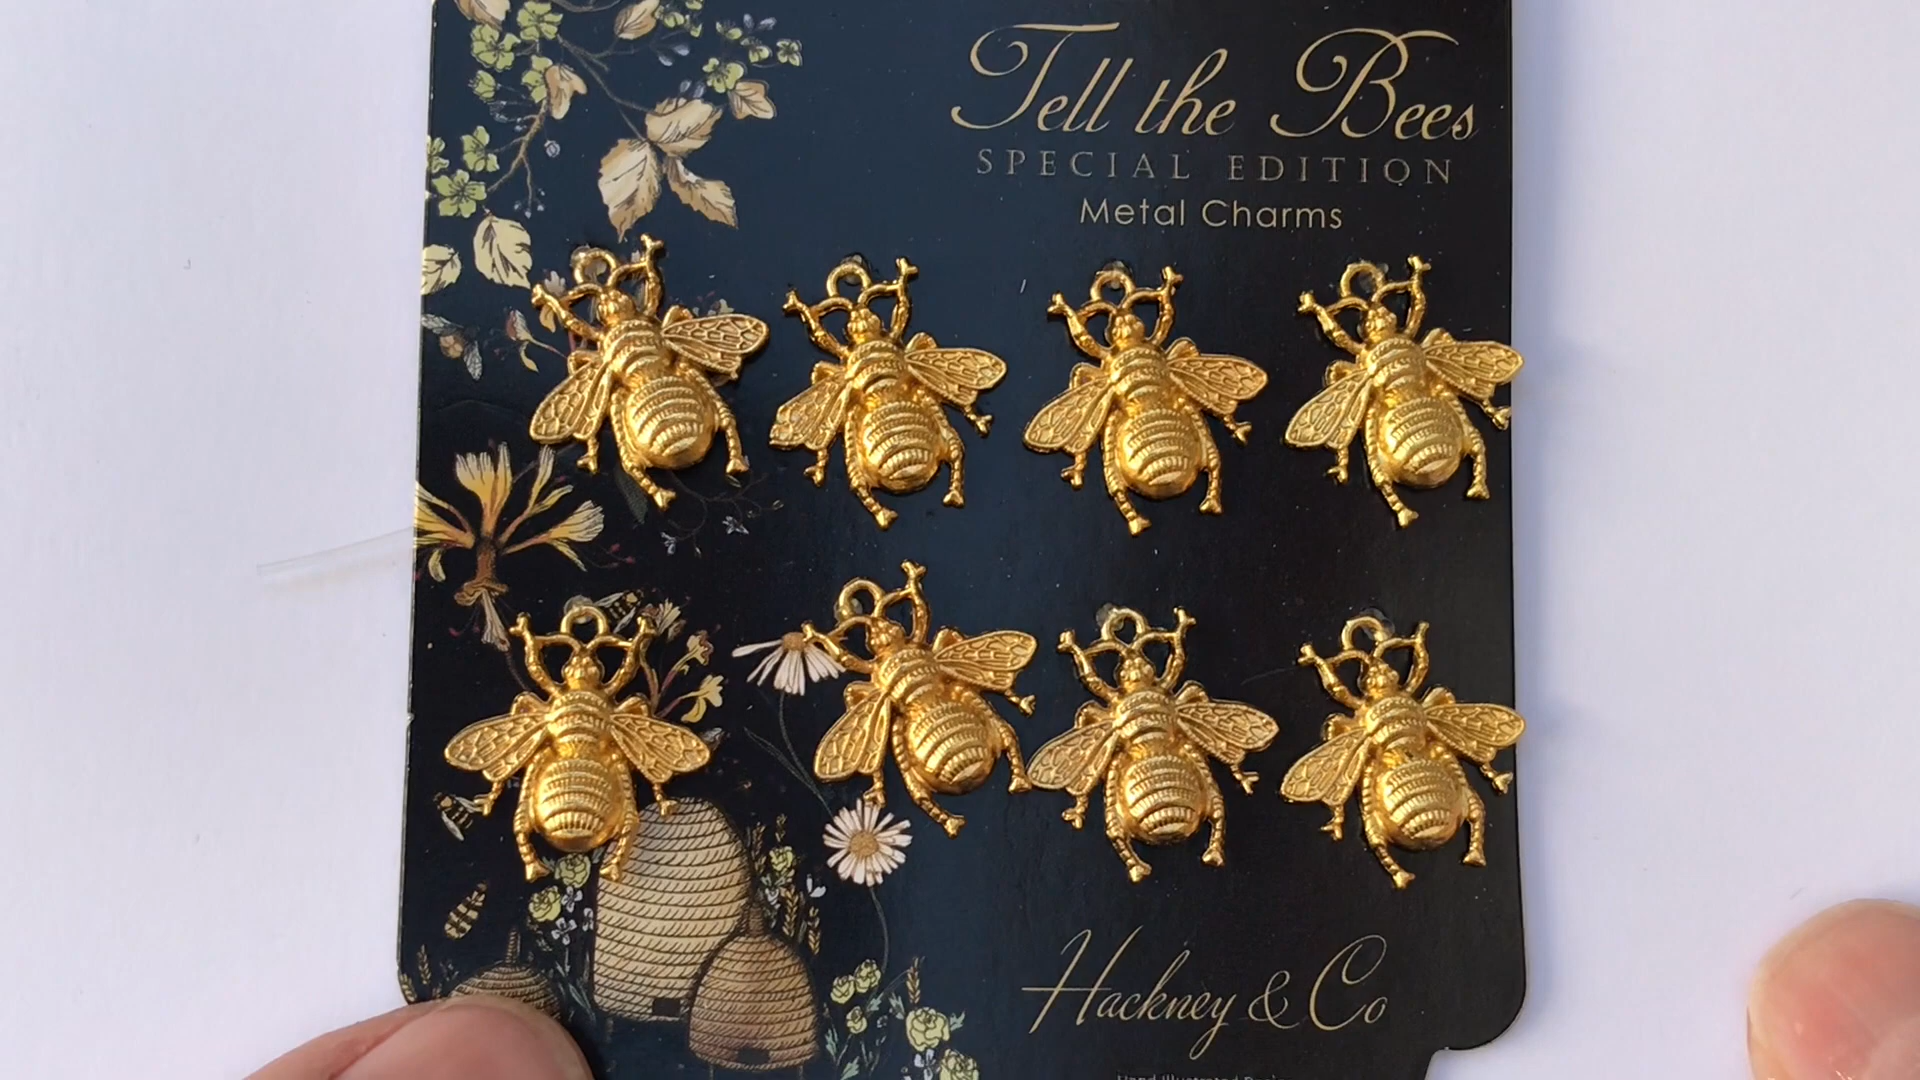 Tell the Bees
SPECIAL EDITION
Metal Charms
Hackney & Co